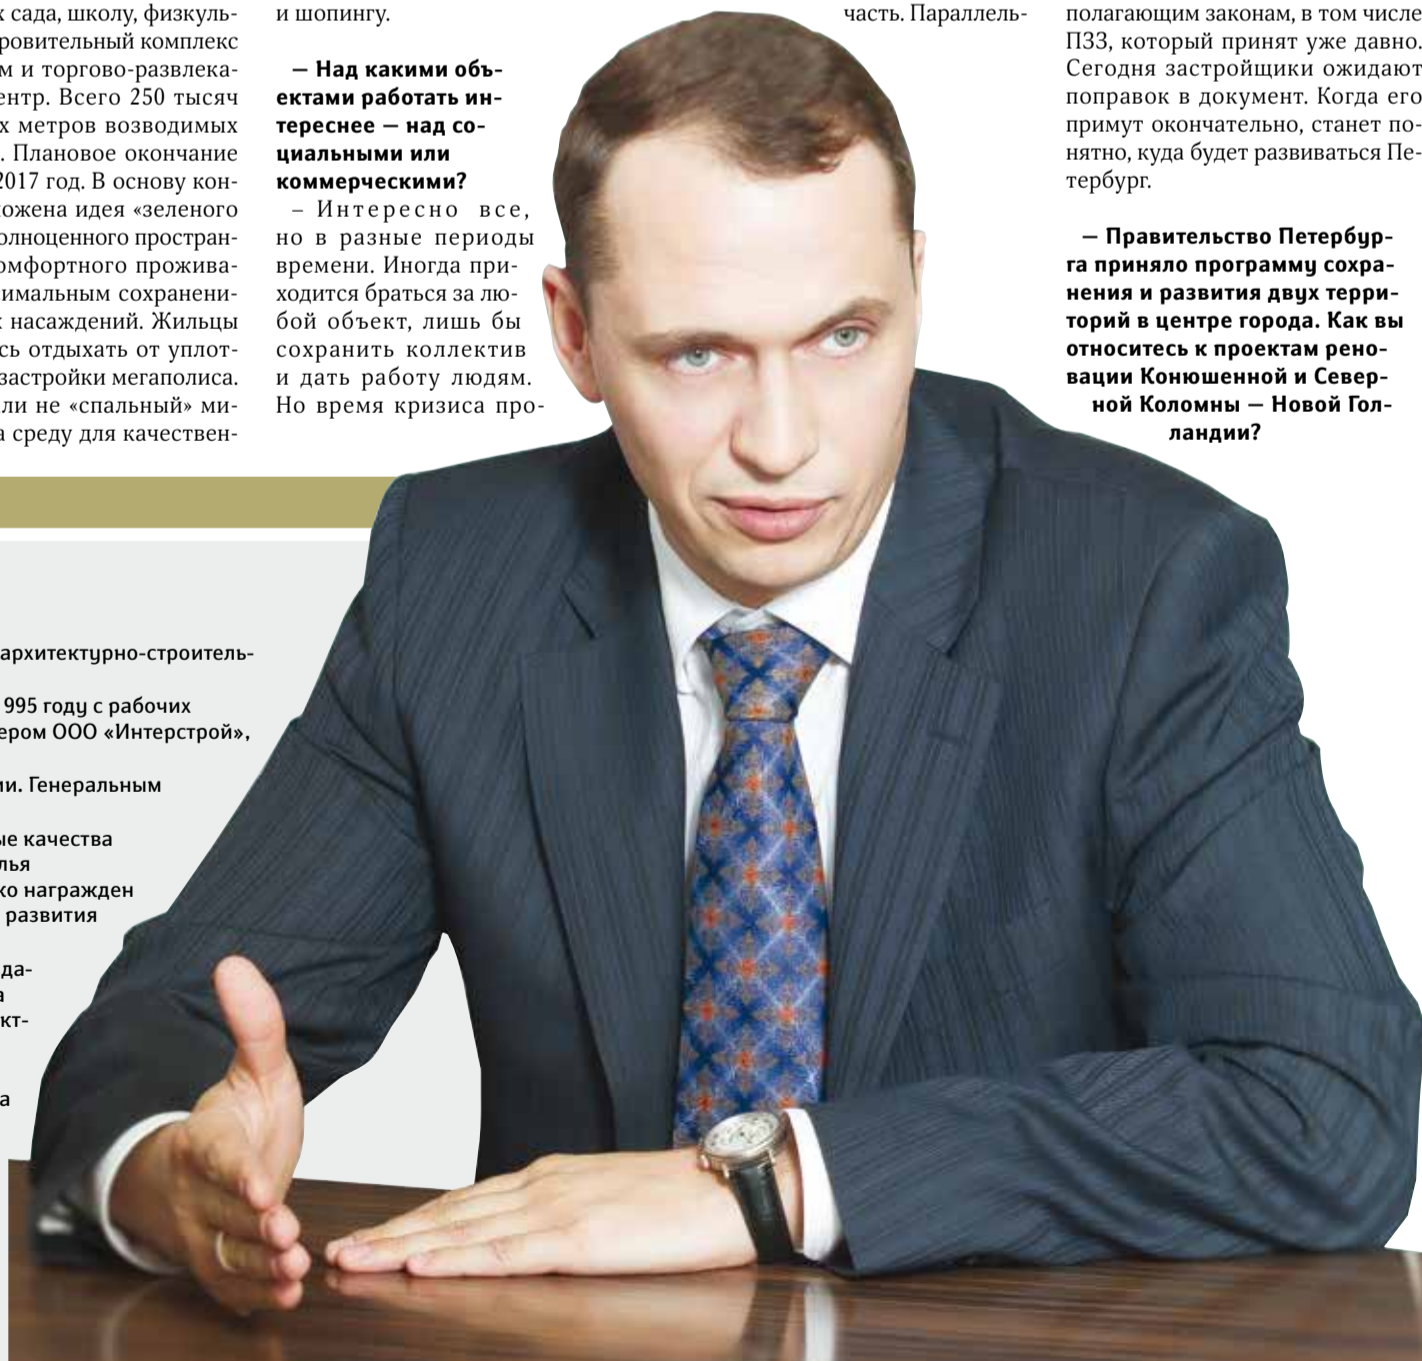 х сада, школу, физкуль-
ровительный комплекс
м и торгово-развлека-
ентр. Всего 250 тысяч
х метров возводимых
. Плановое окончание
2017 год. В основу кон-
ложена идея «зеленого
олноценного простран-
омфортного прожива-
имальным сохранени-
х насаждений. Жильцы
сь отдыхать от уплот-
застройки мегаполиса.
ли не «спальный» ми-
а среду для качествен-
и шопингу.
— Над какими объ-
ектами работать ин-
тереснее — над со-
циальными или
коммерческими?
– Интересно все,
но в разные периоды
времени. Иногда при-
ходится браться за лю-
бой объект, лишь бы
сохранить коллектив
и дать работу людям.
Но время кризиса про-
часть. Параллель-
полагающим законам, в том числе
ПЗЗ, который принят уже давно.
Сегодня застройщики ожидают
поправок в документ. Когда его
примут окончательно, станет по-
нятно, куда будет развиваться Пе-
тербург.
— Правительство Петербур-
га приняло программу сохра-
нения и развития двух терри-
торий в центре города. Как вы
относитесь к проектам рено-
вации Конюшенной и Север-
ной Коломны — Новой Гол-
ландии?
архитектурно-строитель-
995 году с рабочих
ером ООО «Интерстрой»,
ии. Генеральным
ые качества
лья
ко награжден
развития
да-
а
кт-
а